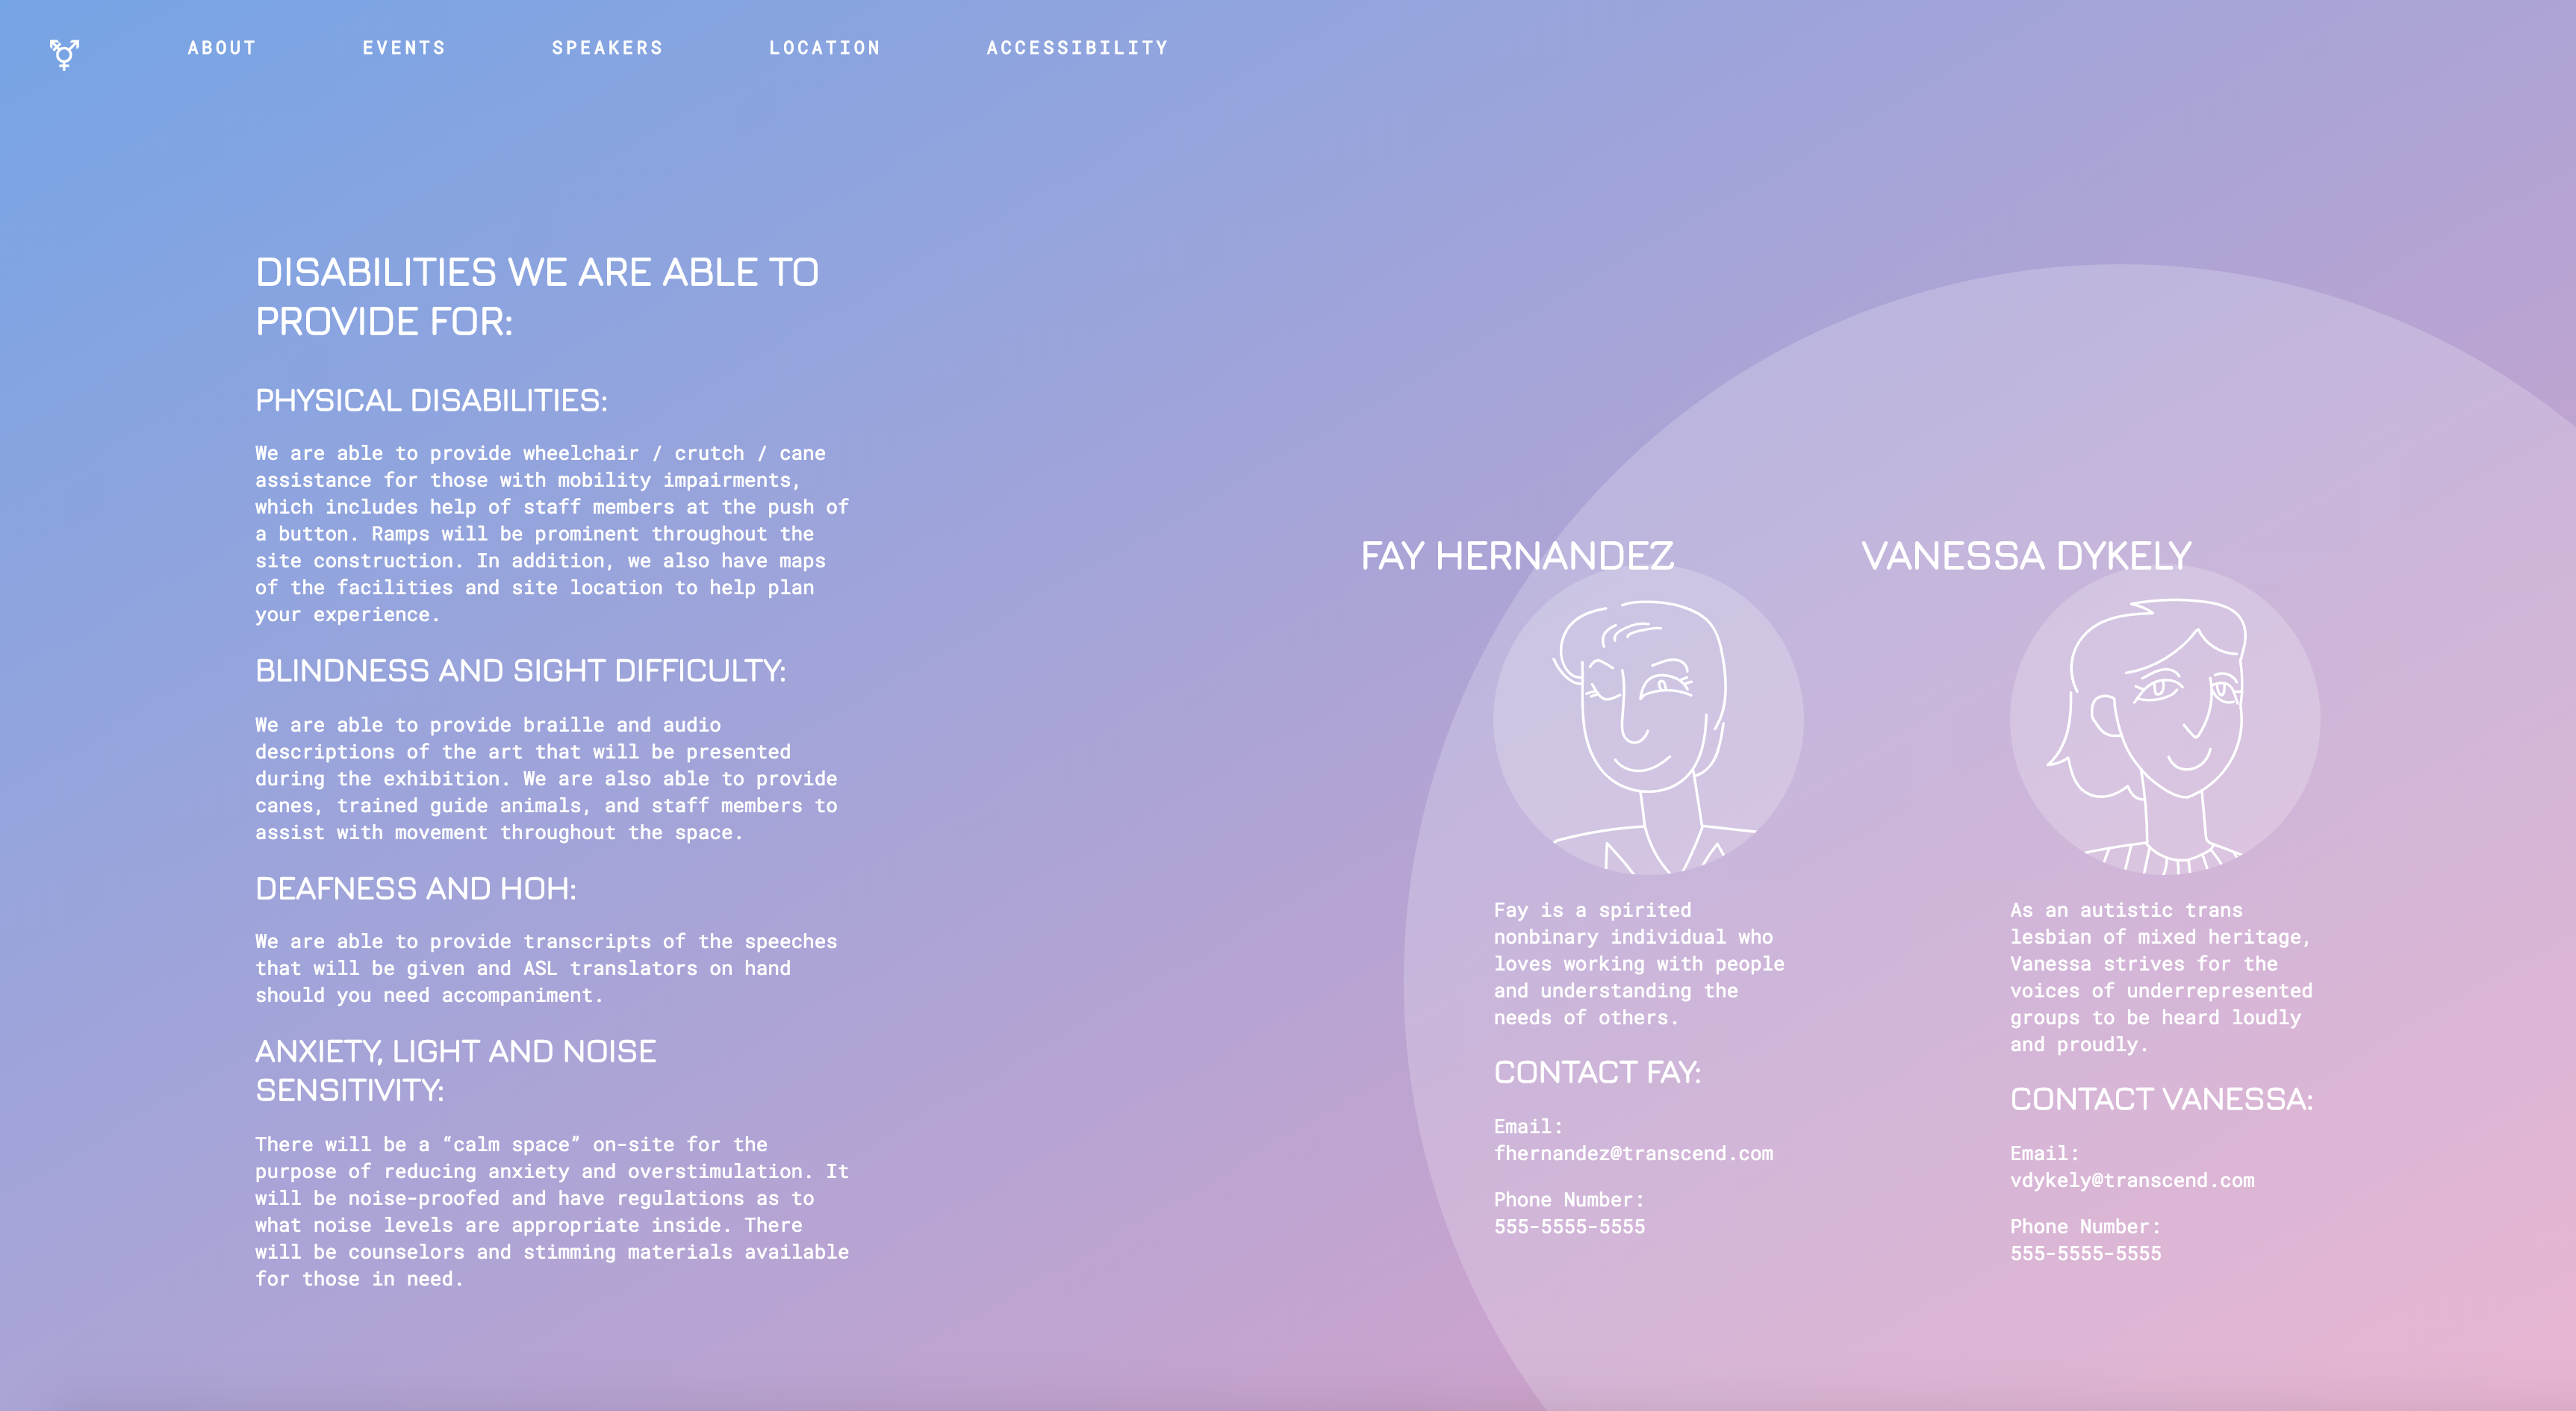 ABOUT EVENTS SPEAKERS LOCATION ACCESSIBILITY
DISABILITIES WE ARE ABLE TO
PROVIDE FOR:
PHYSICAL DISABILITIES:
We are able to provide wheelchair / crutch / cane
assistance for those with mobility impairments,
which includes help of staff members at the push of
a button. Ramps will be prominent throughout the
site construction. In addition, we also have maps
of the facilities and site location to help plan
your experience.
BLINDNESS AND SIGHT DIFFICULTY:
We are able to provide braille and audio
descriptions of the art that will be presented
during the exhibition. We are also able to provide
canes, trained guide animals, and staff members to
assist with movement throughout the space.
DEAFNESS AND HOH:
We are able to provide transcripts of the speeches
that will be given and ASL translators on hand
should you need accompaniment.
ANXIETY, LIGHT AND NOISE
SENSITIVITY:
There will be a “calm space” on-site for the
purpose of reducing anxiety and overstimulation. It
will be noise-proofed and have regulations as to
what noise levels are appropriate inside. There
will be counselors and stimming materials available
for those in need.
FAY HERNANDEZ
Fay is a spirited
nonbinary individual who
loves working with people
and understanding the
needs of others.
CONTACT FAY:
Email:
fhernandez@transcend.com
Phone Number:
555-5555-5555
VANESSA DYKELY
As an autistic trans
lesbian of mixed heritage,
Vanessa strives for the
voices of underrepresented
groups to be heard loudly
and proudly.
CONTACT VANESSA:
Email:
vdykely@transcend.com
Phone Number:
555-5555-5555